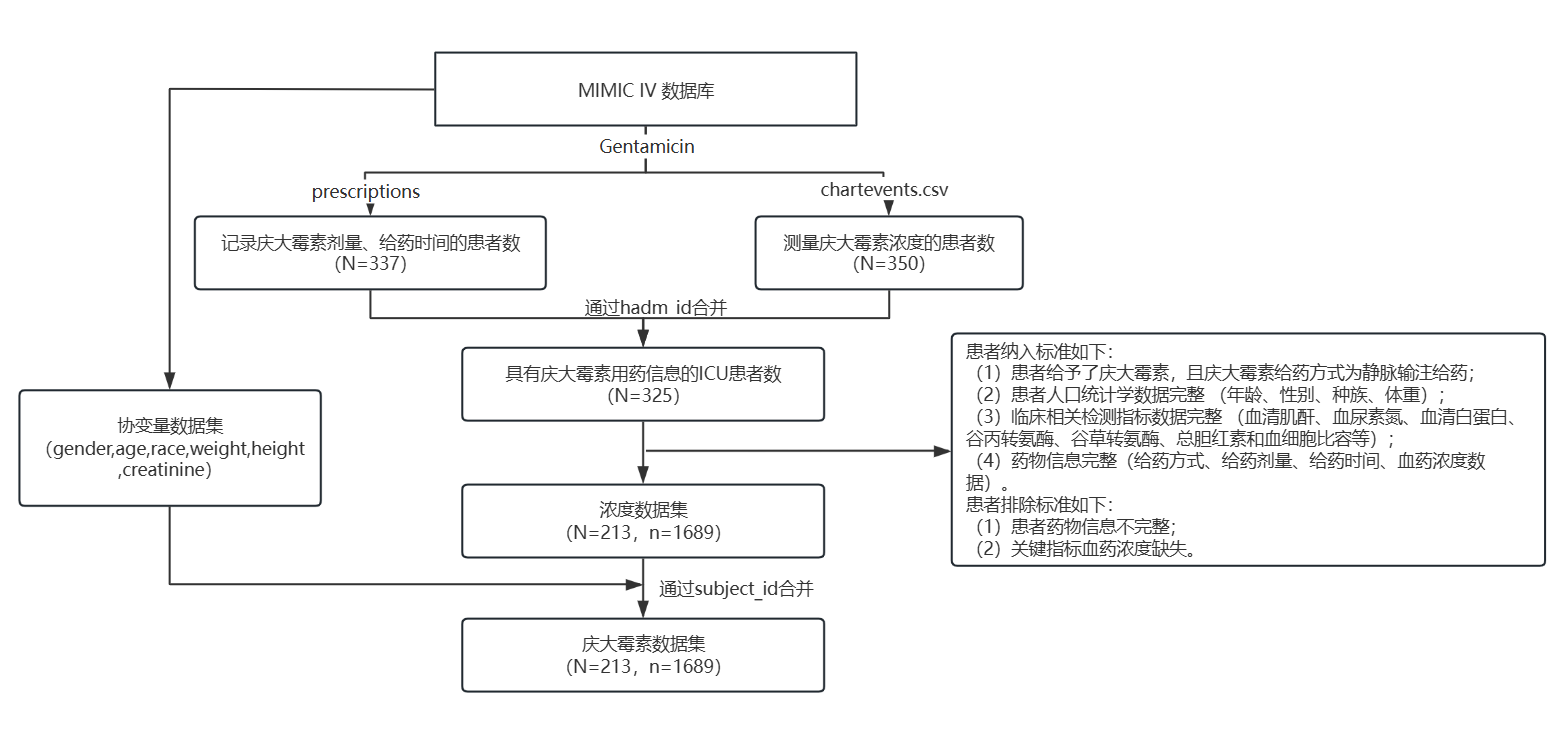 MIMIC IV 数据库
Gentamicin
prescriptions
chartevents.csv
记录庆大霉素剂量、给药时间的患者数
（N=337）
测量庆大霉素浓度的患者数
（N=350）
通过hadm_id合并
具有庆大霉素用药信息的ICU患者数
（N=325）
患者纳入标准如下：
（1）患者给予了庆大霉素，且庆大霉素给药方式为静脉输注给药；
（2）患者人口统计学数据完整 （年龄、性别、种族、体重）；
（3）临床相关检测指标数据完整 （血清肌酐、血尿素氮、血清白蛋白、
谷丙转氨酶、谷草转氨酶、总胆红素和血细胞比容等）；
（4）药物信息完整（给药方式、给药剂量、给药时间、血药浓度数
据）。
患者排除标准如下：
（1）患者药物信息不完整；
（2）关键指标血药浓度缺失。
协变量数据集
（gender,age,race,weight,height
,creatinine）
浓度数据集
（N=213，n=1689）
通过subject_id合并
庆大霉素数据集
（N=213，n=1689）